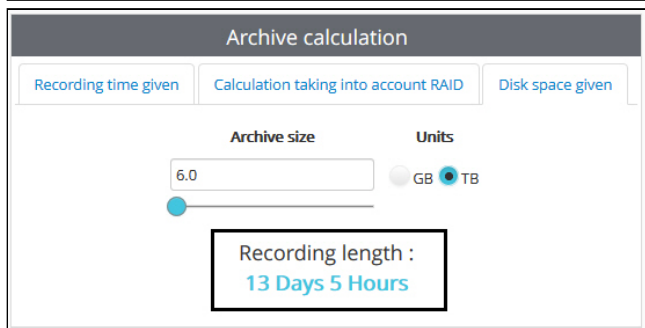 Archive calculation
Recording time given Calculation taking into account RAID Disk space given
Archive size Units
6.0 GB TB
Recording length :
13 Days 5 Hours